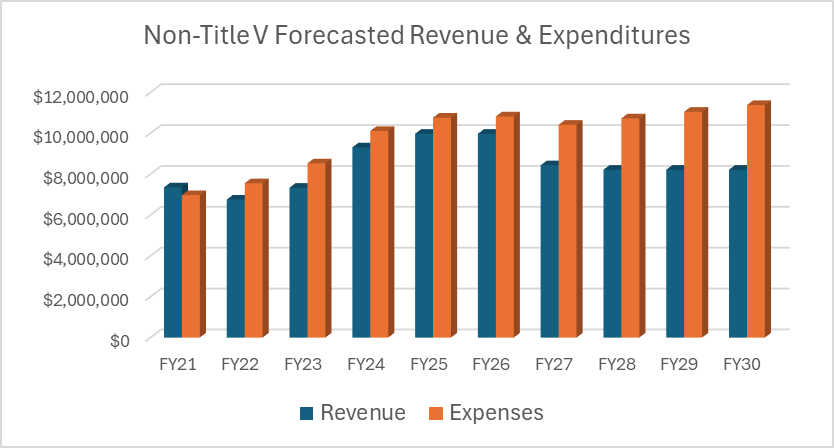 Non-Title V Forecasted Revenue & Expenditures
$12,000,000
$10,000,000
$8,000,000
$6,000,000
$4,000,000
$2,000,000
$0
FY21 FY22 FY23 FY24 FY25 FY26 FY27 FY28 FY29 FY30
Revenue Expenses